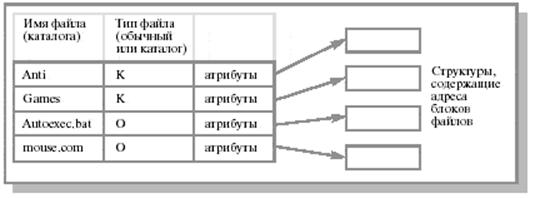 Имя файла
(каталога)
Тип файла
(обычный
или каталог)
Anti К атрибуты
Games К атрибуты
Autoexec.bat О атрибуты
mouse.com О атрибуты
Структуры,
содержащие
адреса
блоков
файлов